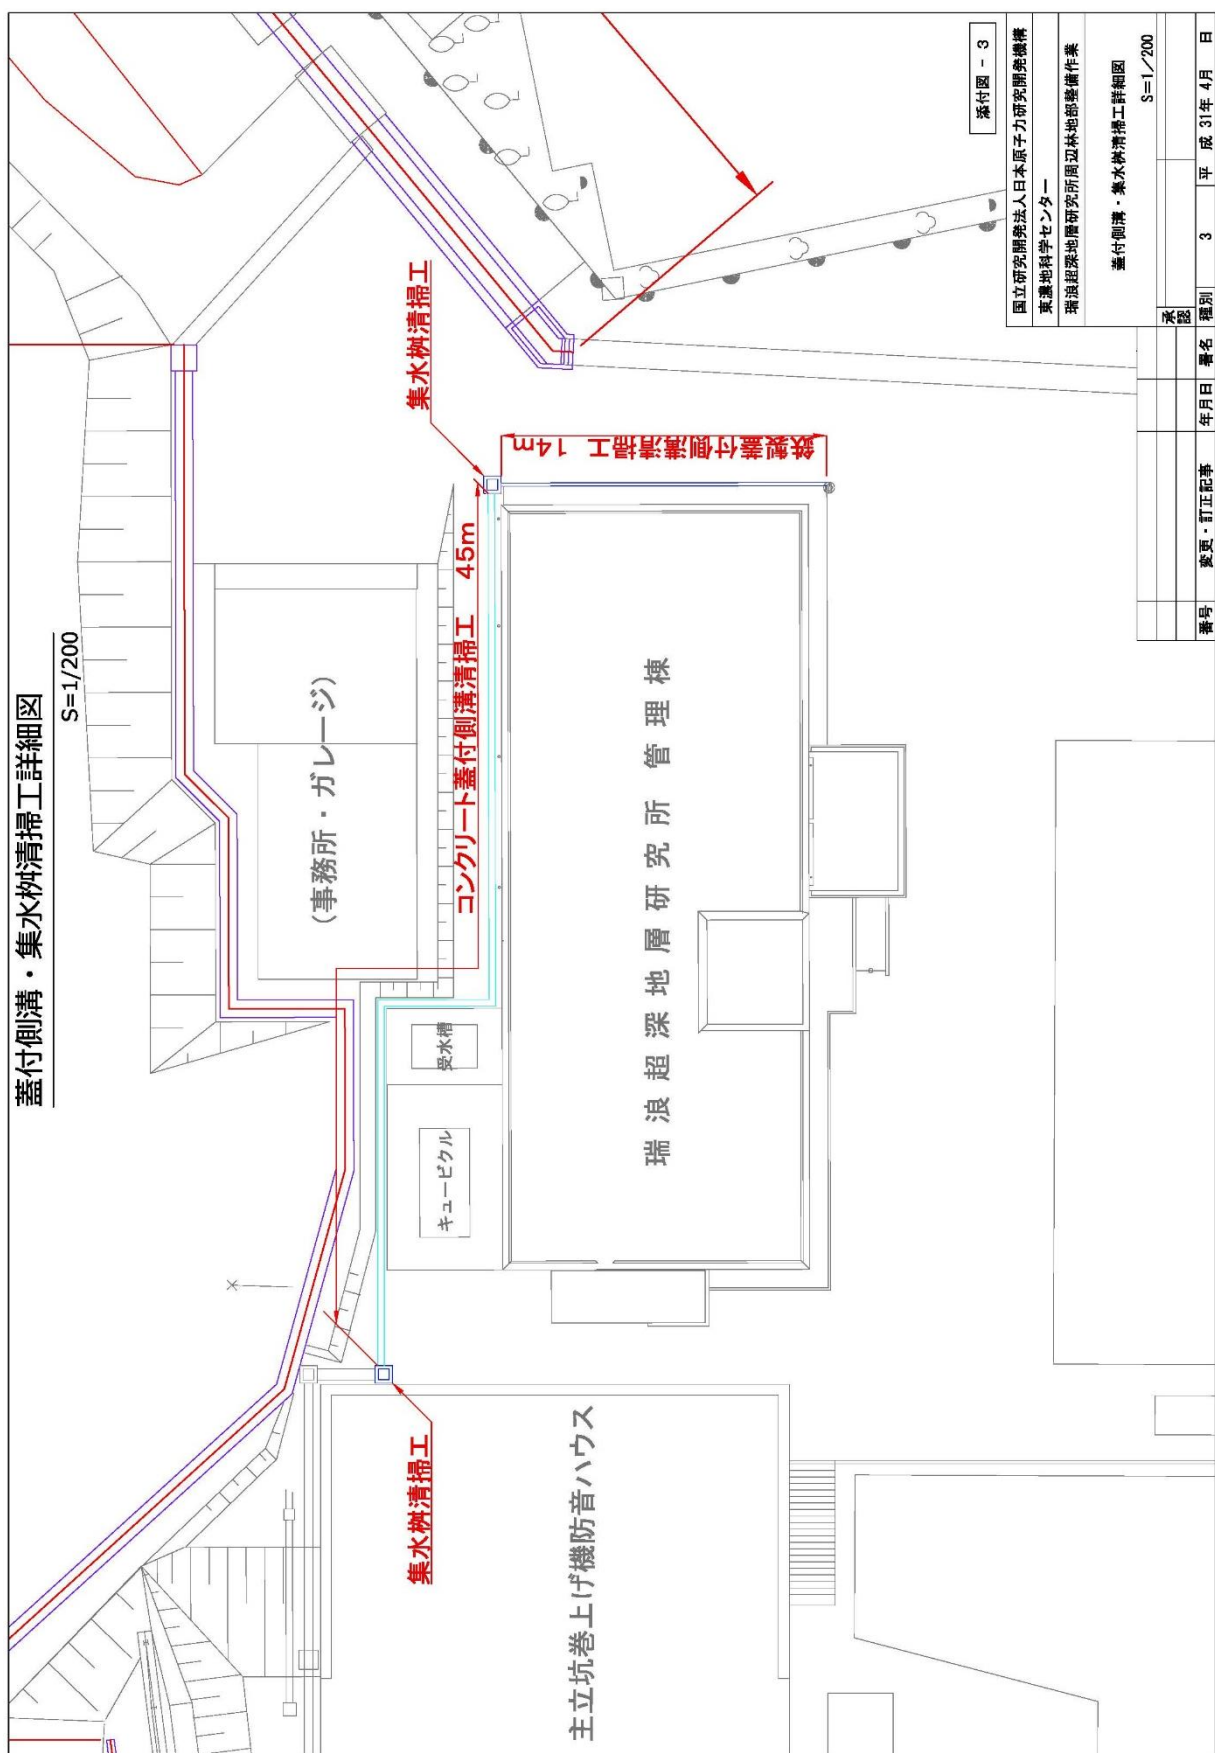 蓋付側溝・集水桝清掃工詳細図
S=1/200
集水桝清掃工
鉄製蓋付側溝清掃工 14m
コンクリート蓋付側溝清掃工 45m
(事務所・ガレージ)
受水槽
キュービクル
瑞浪超深地層研究所 管理棟
集水桝清掃工
主立坑巻上げ機防音ハウス
添付図 - 3
国立研究開発法人日本原子力研究開発機構
東濃地科学センター
瑞浪超深地層研究所周辺林地部整備作業
蓋付側溝・集水桝清掃工詳細図
S=1/200
承認
番号 変更・訂正記事 年月日 署名 種別 3 平成 31年 4月 日